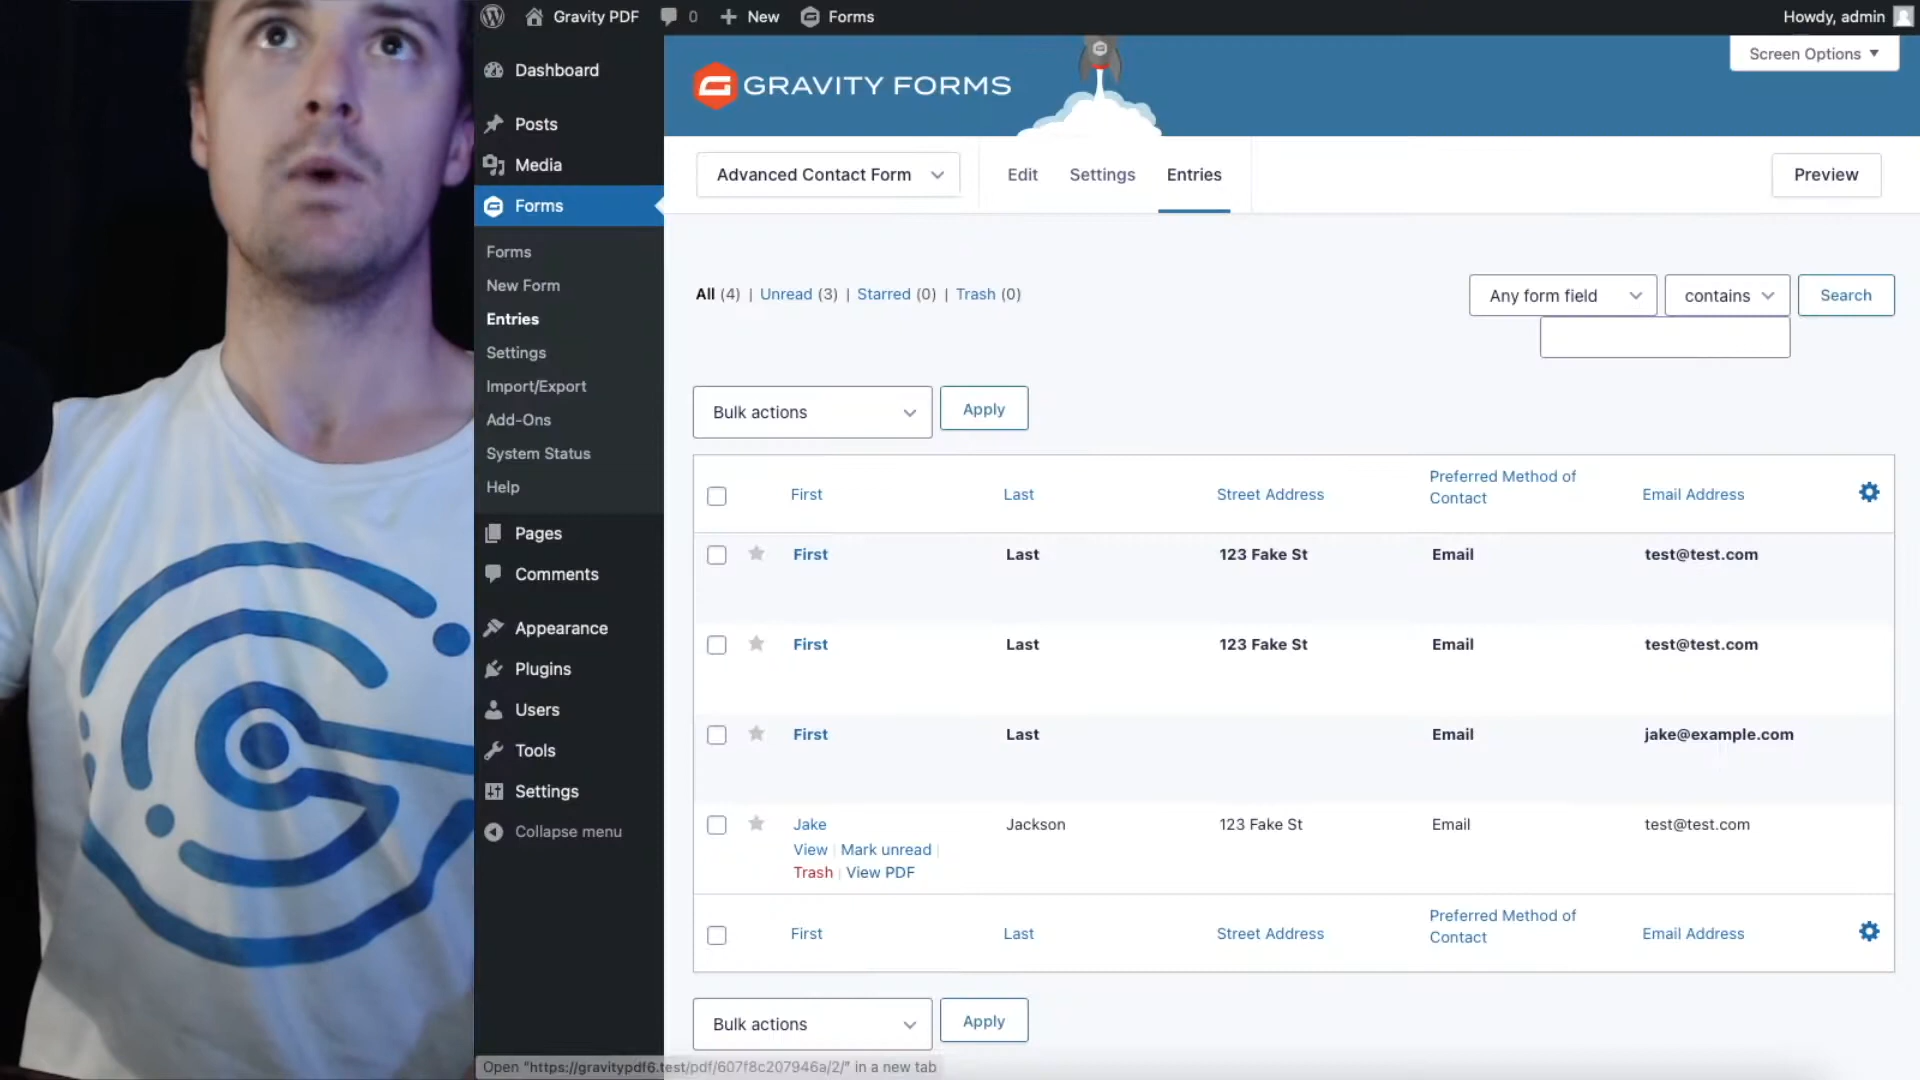 Gravity PDF 0 New Forms Howdy, admin
Screen Options ▼
Dashboard
Posts
Media
Forms
Forms
New Form
Entries
Settings
Import/Export
Add-Ons
System Status
Help
Pages
Comments
Appearance
Plugins
Users
Tools
Settings
Collapse menu
GRAVITY FORMS
Advanced Contact Form Edit Settings Entries Preview
All (4) | Unread (3) | Starred (0) | Trash (0)
Any form field contains Search
Bulk actions Apply
First Last Street Address Preferred Method of Contact Email Address
First Last 123 Fake St Email test@test.com
First Last 123 Fake St Email test@test.com
First Last Email jake@example.com
Jake Jackson 123 Fake St Email test@test.com
View | Mark unread |
Trash | View PDF
First Last Street Address Preferred Method of Contact Email Address
Bulk actions Apply
Open "https://gravitypdf6.test/pdf/607f8c207946a/2/" in a new tab